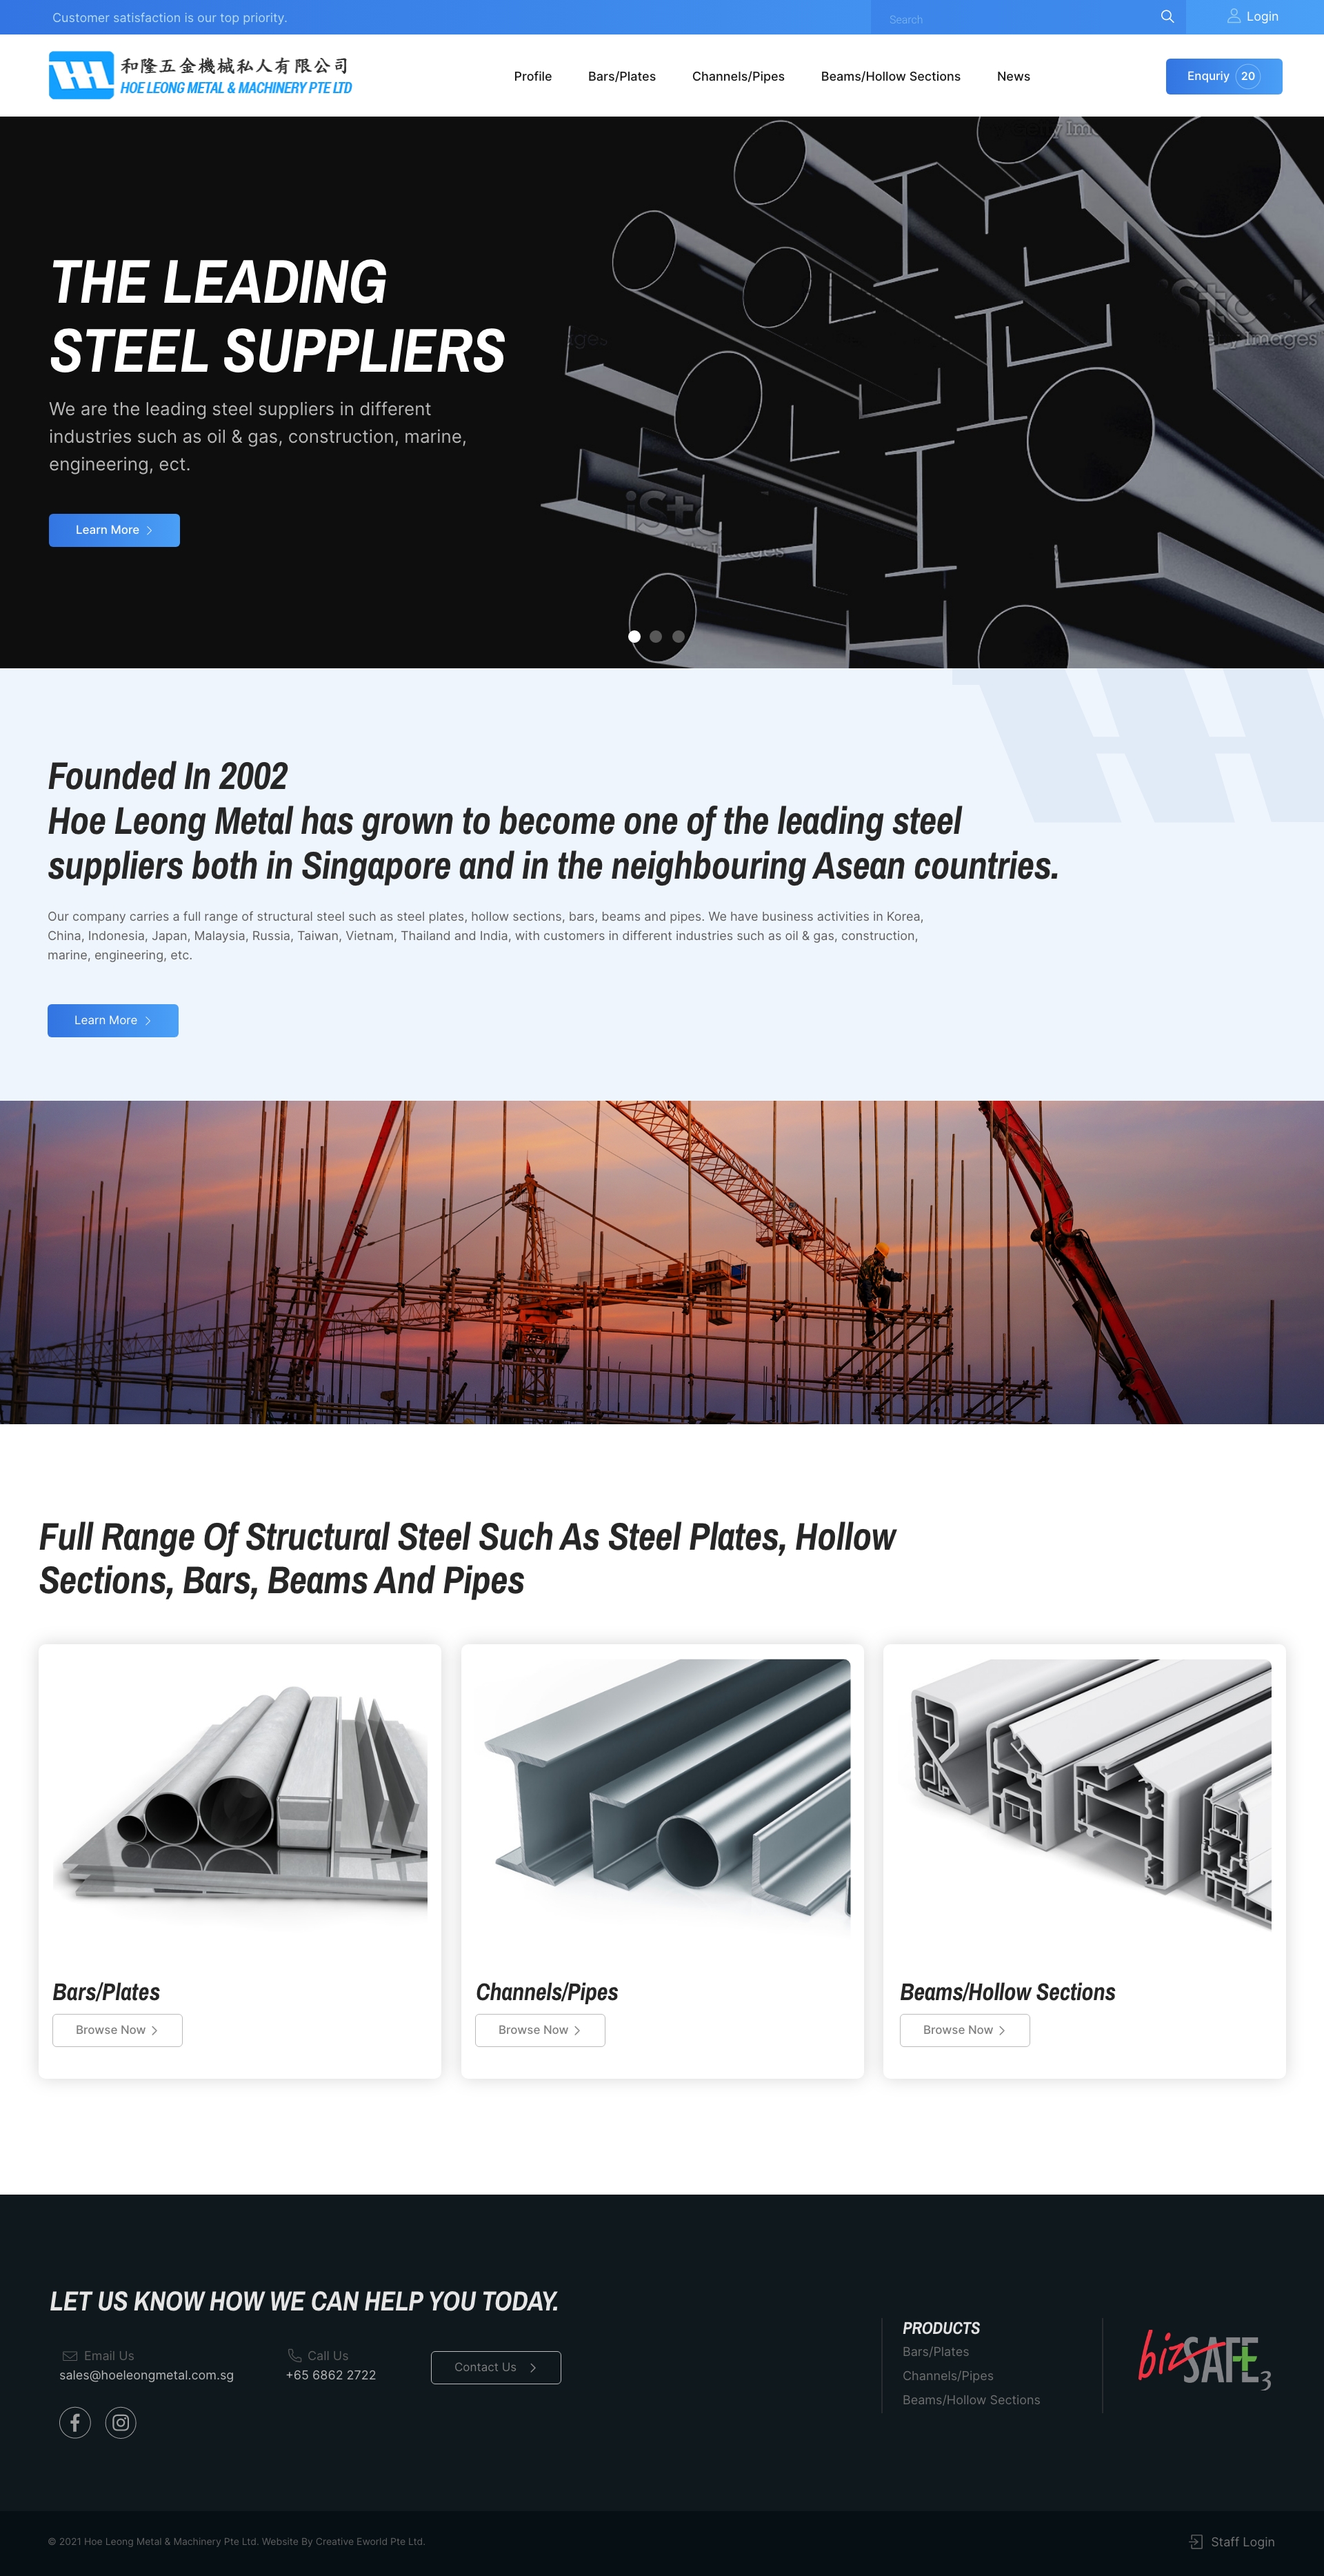 Customer satisfaction is our top priority.
Search
Login
和隆五金機械私人有限公司
HOE LEONG METAL & MACHINERY PTE LTD
Profile
Bars/Plates
Channels/Pipes
Beams/Hollow Sections
News
Enquriy 20
THE LEADING
STEEL SUPPLIERS
We are the leading steel suppliers in different
industries such as oil & gas, construction, marine,
engineering, ect.
Learn More
Founded In 2002
Hoe Leong Metal has grown to become one of the leading steel
suppliers both in Singapore and in the neighbouring Asean countries.
Our company carries a full range of structural steel such as steel plates, hollow sections, bars, beams and pipes. We have business activities in Korea,
China, Indonesia, Japan, Malaysia, Russia, Taiwan, Vietnam, Thailand and India, with customers in different industries such as oil & gas, construction,
marine, engineering, etc.
Learn More
Full Range Of Structural Steel Such As Steel Plates, Hollow
Sections, Bars, Beams And Pipes
Bars/Plates
Browse Now
Channels/Pipes
Browse Now
Beams/Hollow Sections
Browse Now
LET US KNOW HOW WE CAN HELP YOU TODAY.
Email Us
sales@hoeleongmetal.com.sg
Call Us
+65 6862 2722
Contact Us
PRODUCTS
Bars/Plates
Channels/Pipes
Beams/Hollow Sections
bizSAFE 3
© 2021 Hoe Leong Metal & Machinery Pte Ltd. Website By Creative Eworld Pte Ltd.
Staff Login